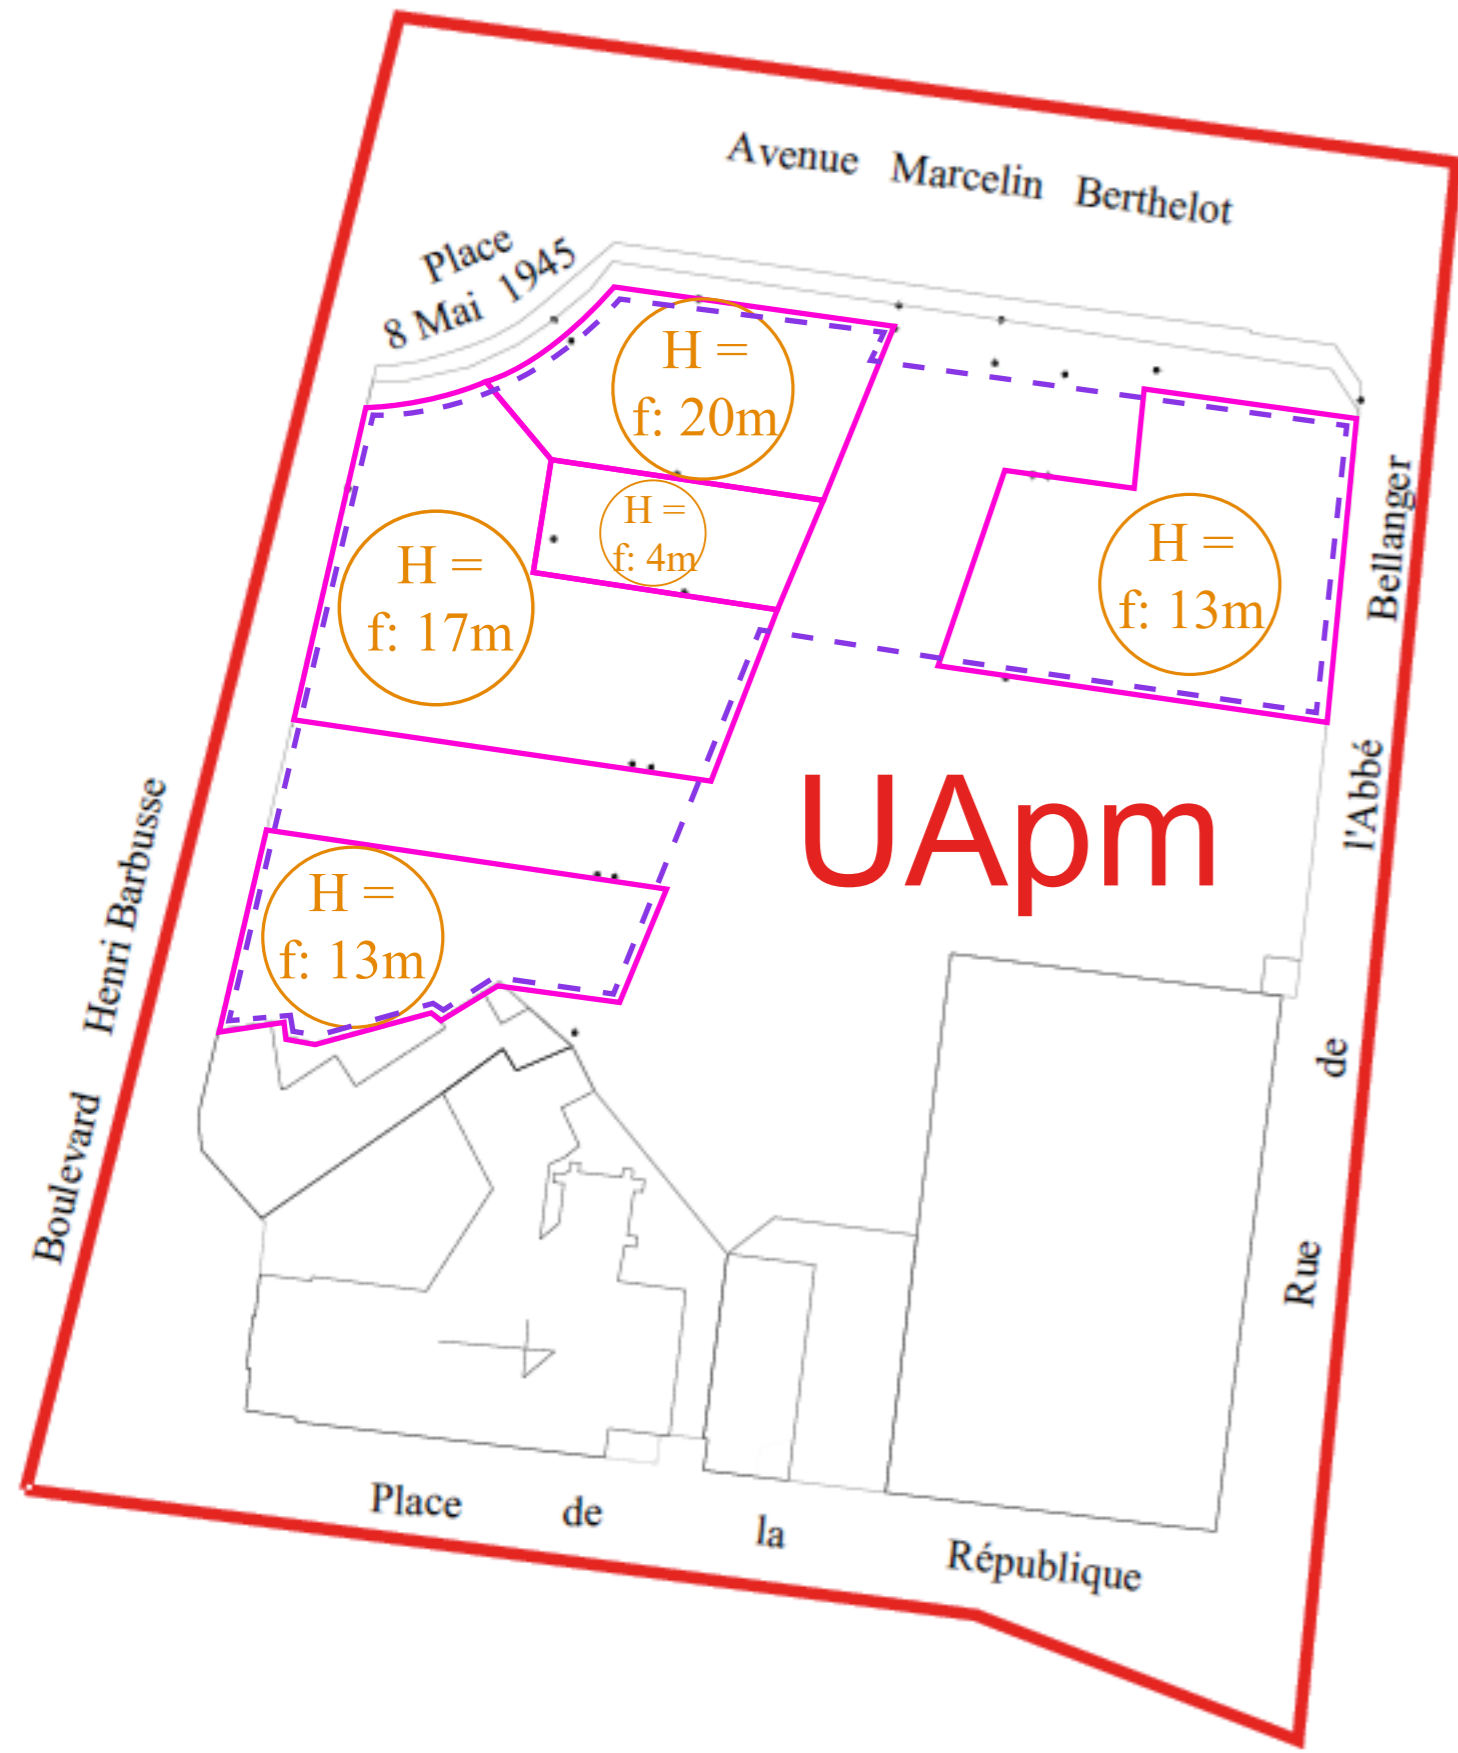 Avenue Marcelin Berthelot
Place
8 Mai 1945
H =
f: 20m
H =
f: 4m
H =
f: 17m
H =
f: 13m
Bellanger
l'Abbé
de
Rue
UApm
H =
f: 13m
Henri Barbusse
Boulevard
Place de la République